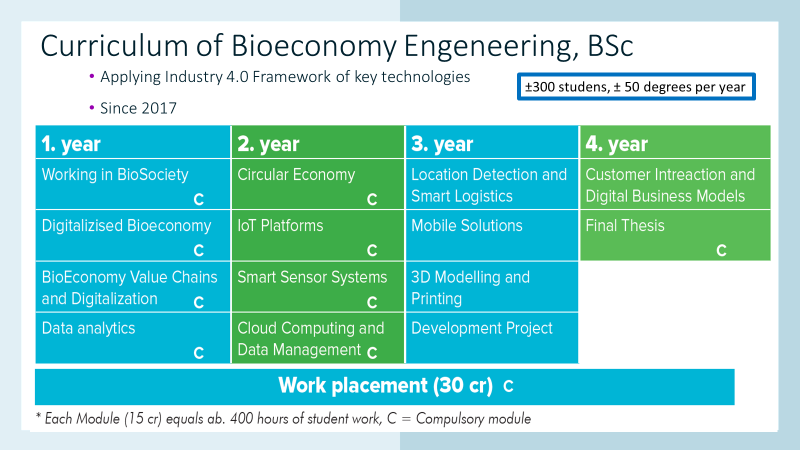 Curriculum of Bioeconomy Engeneering, BSc
• Applying Industry 4.0 Framework of key technologies
• Since 2017
±300 studens, ± 50 degrees per year
1. year
2. year
3. year
4. year
Working in BioSociety
C
Circular Economy
C
Location Detection and
Smart Logistics
Customer Intreaction and
Digital Business Models
Digitalizised Bioeconomy
C
IoT Platforms
C
Mobile Solutions
Final Thesis
C
BioEconomy Value Chains
and Digitalization C
Smart Sensor Systems
C
3D Modelling and
Printing
Data analytics
C
Cloud Computing and
Data Management C
Development Project
Work placement (30 cr) C
* Each Module (15 cr) equals ab. 400 hours of student work, C = Compulsory module